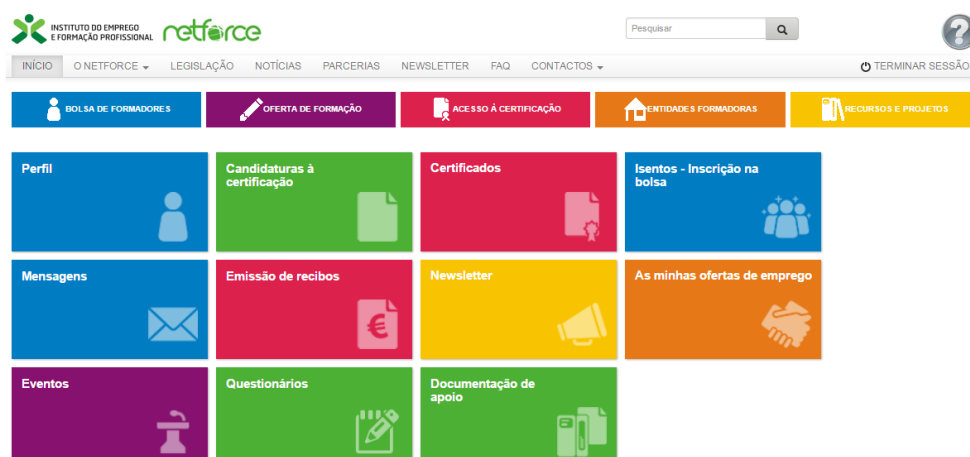 INSTITUTO DO EMPREGO
E FORMAÇÃO PROFISSIONAL
netforce
Pesquisar
INÍCIO O NETFORCE LEGISLAÇÃO NOTÍCIAS PARCERIAS NEWSLETTER FAQ CONTACTOS TERMINAR SESSÃO
BOLSA DE FORMADORES OFERTA DE FORMAÇÃO ACESSO À CERTIFICAÇÃO ENTIDADES FORMADORAS RECURSOS E PROJETOS
Perfil
Candidaturas à
certificação
Certificados
Isentos - Inscrição na
bolsa
Mensagens
Emissão de recibos
Newsletter
As minhas ofertas de emprego
Eventos
Questionários
Documentação de
apoio